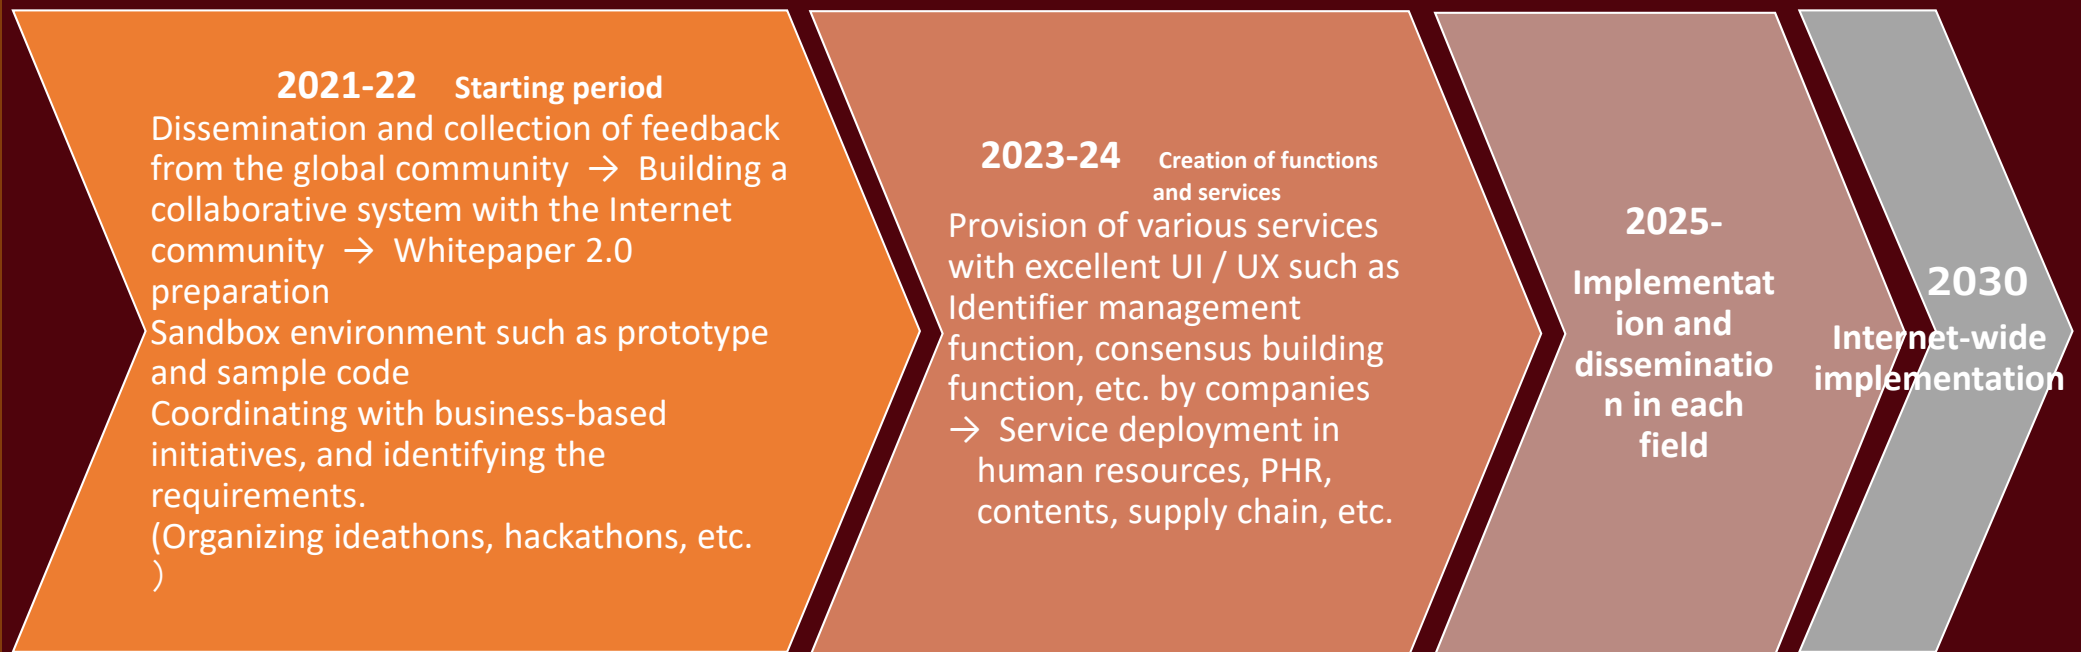 2021-22 Starting period
Dissemination and collection of feedback
from the global community → Building a
collaborative system with the Internet
community → Whitepaper 2.0
preparation
Sandbox environment such as prototype
and sample code
Coordinating with business-based
initiatives, and identifying the
requirements.
(Organizing ideathons, hackathons, etc.
）
2023-24 Creation of functions
and services
Provision of various services
with excellent UI / UX such as
Identifier management
function, consensus building
function, etc. by companies
→ Service deployment in
human resources, PHR,
contents, supply chain, etc.
2025-
Implementat
ion and
disseminatio
n in each
field
2030
Internet-wide
implementation